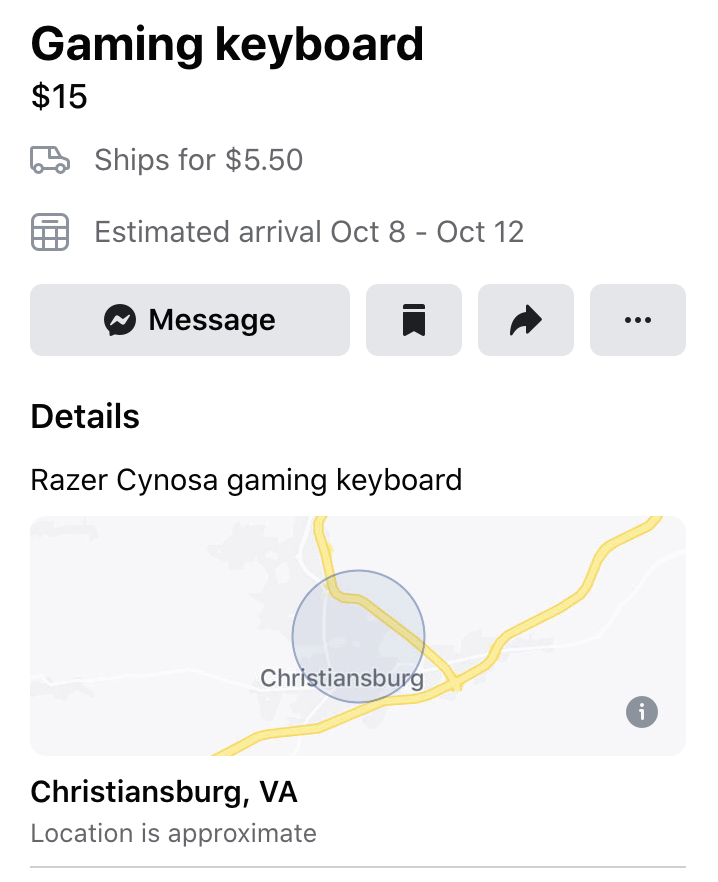 Gaming keyboard
$15
Ships for $5.50
Estimated arrival Oct 8 - Oct 12
Message
Details
Razer Cynosa gaming keyboard
Christiansburg
Christiansburg, VA
Location is approximate